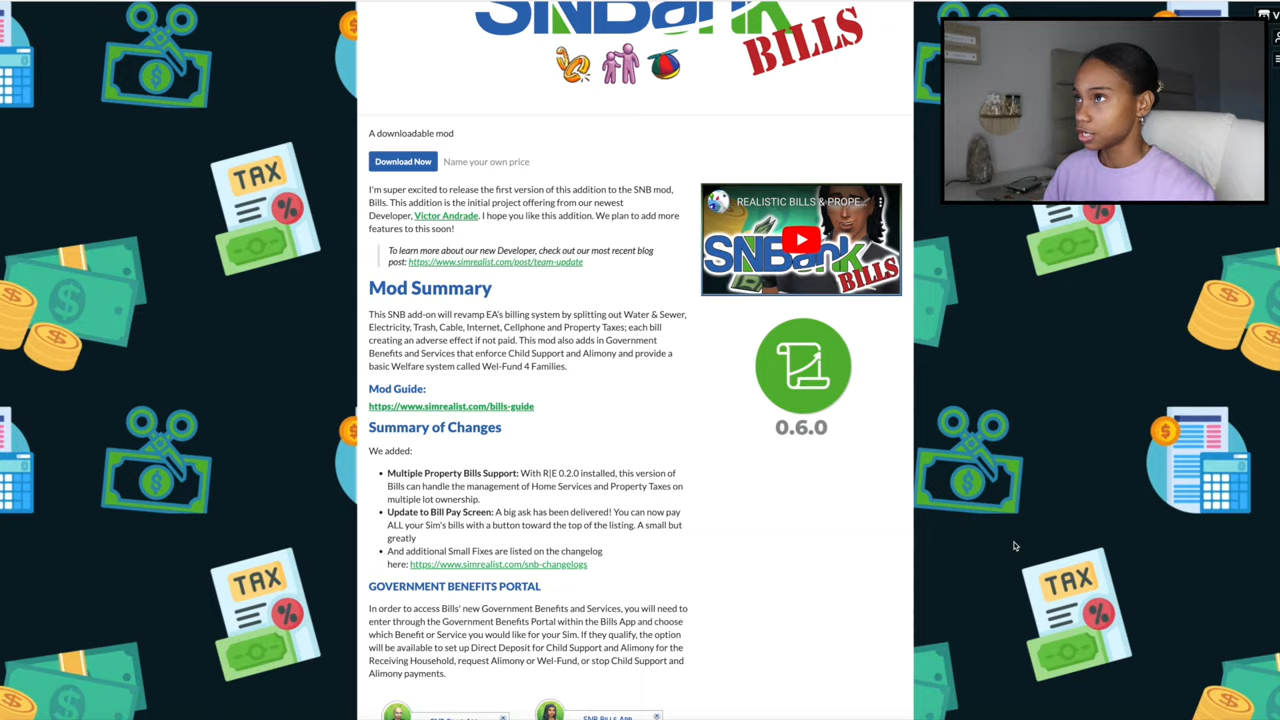 SNBank
BILLS
A downloadable mod
Download Now Name your own price
I'm super excited to release the first version of this addition to the SNB mod,
Bills. This addition is the initial project offering from our newest
Developer, Victor Andrade. I hope you like this addition. We plan to add more
features to this soon!
To learn more about our new Developer, check out our most recent blog
post: https://www.simrealist.com/post/team-update
Mod Summary
This SNB add-on will revamp EA's billing system by splitting out Water & Sewer,
Electricity, Trash, Cable, Internet, Cellphone and Property Taxes; each bill
creating an adverse effect if not paid. This mod also adds in Government
Benefits and Services that enforce Child Support and Alimony and provide a
basic Welfare system called Wel-Fund 4 Families.
Mod Guide:
https://www.simrealist.com/bills-guide
Summary of Changes
We added:
• Multiple Property Bills Support: With R|E 0.2.0 installed, this version of
Bills can handle the management of Home Services and Property Taxes on
multiple lot ownership.
• Update to Bill Pay Screen: A big ask has been delivered! You can now pay
ALL your Sim's bills with a button toward the top of the listing. A small but
greatly
• And additional Small Fixes are listed on the changelog
here: https://www.simrealist.com/snb-changelogs
GOVERNMENT BENEFITS PORTAL
In order to access Bills' new Government Benefits and Services, you will need to
enter through the Government Benefits Portal within the Bills App and choose
which Benefit or Service you would like for your Sim. If they qualify, the option
will be available to set up Direct Deposit for Child Support and Alimony for the
Receiving Household, request Alimony or Wel-Fund, or stop Child Support and
Alimony payments.
SNB BILLS APP
SNB BILLS APP
REALISTIC BILLS & PROPE...
SNBank
BILLS
0.6.0
TAX
TAX
TAX
TAX